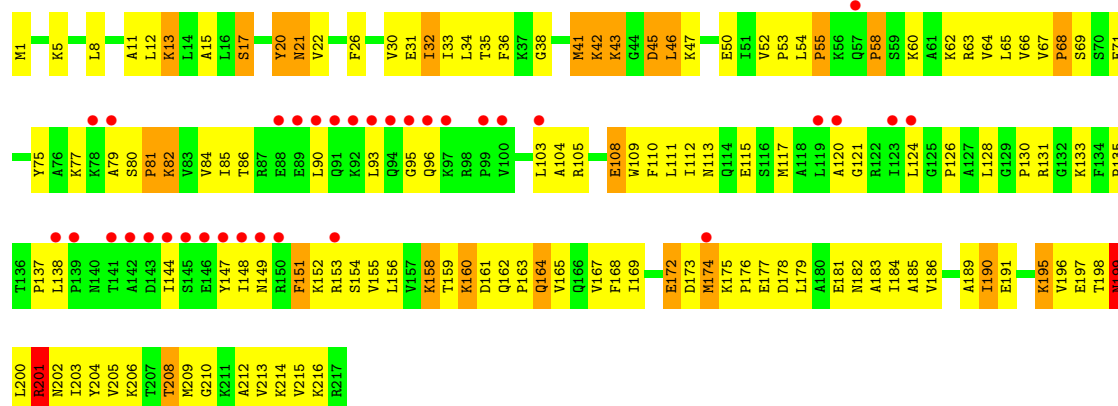 M1 K5 L8 A11 L12 K13 L14 A15 L16 S17 Y20 N21 V22 F26 V30 E31 I32 I33 L34 T35 F36 K37 G38 M41 K42 K43 G44 D45 L46 K47 E50 I51 V52 P53 L54 P55 K56 Q57 P58 S59 K60 A61 K62 R63 V64 L65 V66 V67 P68 S69 S70 E71
Y75 A76 K77 K78 A79 S80 P81 K82 V83 V84 I85 T86 R87 E88 E89 L90 Q91 K92 L93 Q94 G95 Q96 K97 R98 P99 V100 L103 A104 R105 E108 W109 F110 L111 I112 N113 Q114 E115 S116 M117 A118 L119 A120 G121 R122 I123 L124 G125 P126 A127 L128 G129 P130 R131 G132 K133 F134 P135
T136 P137 L138 P139 N140 T141 A142 D143 I144 S145 E146 Y147 I148 N149 R150 F151 K152 R153 S154 V155 L156 V157 K158 T159 K160 D161 Q162 P163 Q164 V165 Q166 V167 F168 I169 E172 D173 M174 K175 P176 E177 D178 L179 A180 E181 N182 A183 I184 A185 V186 A189 I190 E191 K195 V196 E197 T198 N199
L200 R201 N202 I203 Y204 V205 K206 T207 T208 M209 G210 K211 A212 V213 K214 V215 K216 R217